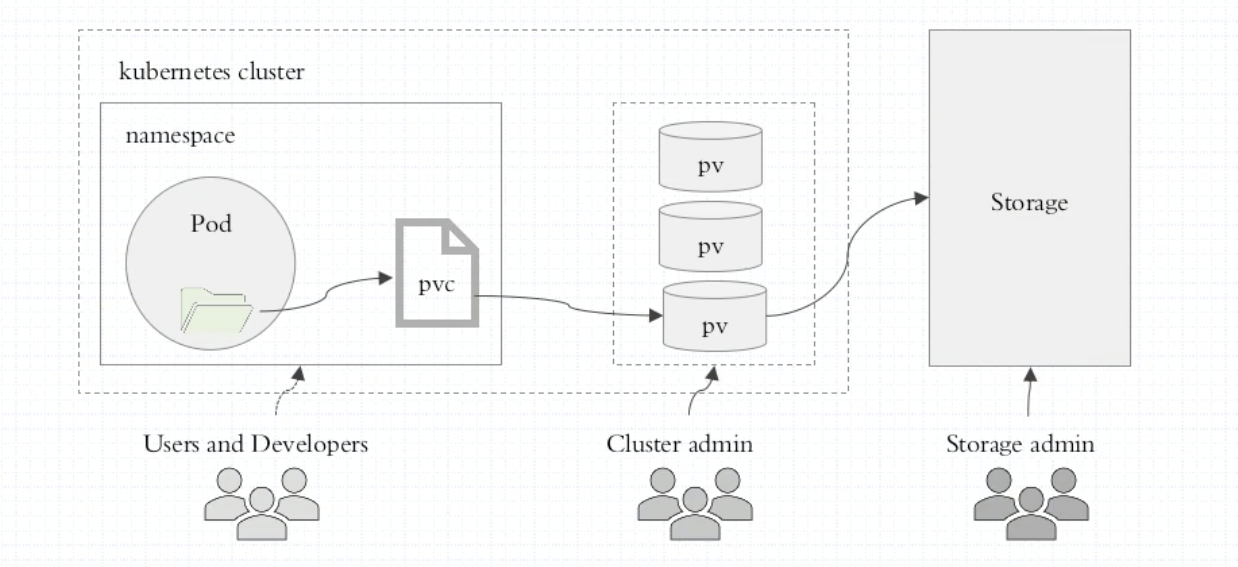 kubernetes cluster
namespace
Pod
pvc
pv
pv
pv
Storage
Users and Developers
Cluster admin
Storage admin